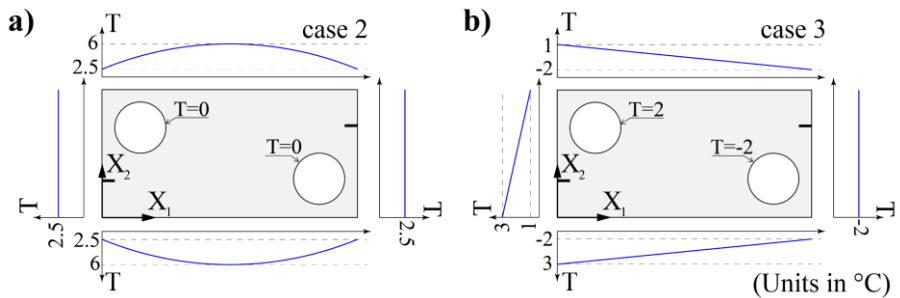 a)
T
case 2
6
2.5
T=0
T=0
X₂
X₁
T
2.5
T
2.5
2.5
6
T
b)
T
case 3
1
-2
T=2
T=-2
X₂
X₁
T
3
1
T
-2
-2
3
T
(Units in °C)